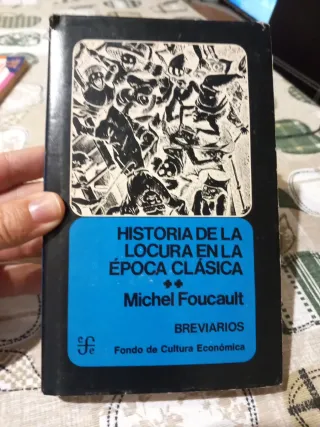 HISTORIA DE LA
LOCURA EN LA
ÉPOCA CLÁSICA
Michel Foucault
BREVIARIOS
Fondo de Cultura Económica